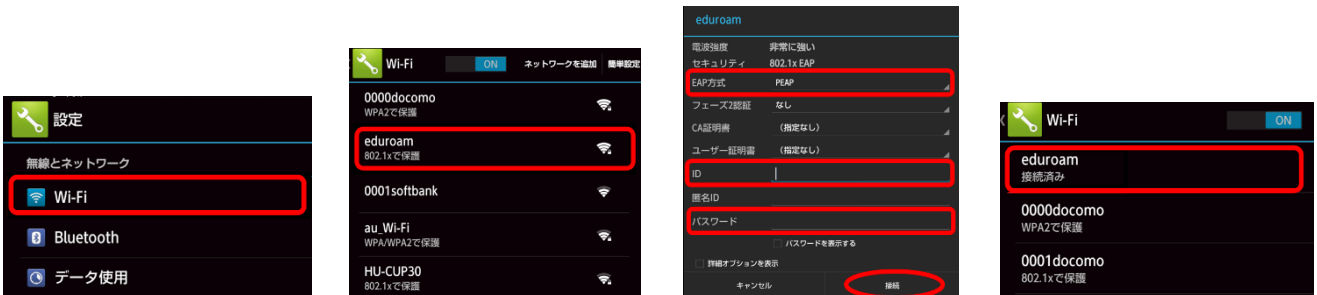 設定
無線とネットワーク
Wi-Fi
Bluetooth
データ使用
Wi-Fi
ON
ネットワークを追加
簡単設定
0000docomo
WPA2で保護
eduroam
802.1xで保護
0001softbank
au_Wi-Fi
WPA/WPA2で保護
HU-CUP30
802.1xで保護
eduroam
電波強度 非常に強い
セキュリティ 802.1x EAP
EAP方式 PEAP
フェーズ2認証 なし
CA証明書 (指定なし)
ユーザー証明書 (指定なし)
ID
匿名ID
パスワード
パスワードを表示する
詳細オプションを表示
キャンセル 接続
Wi-Fi
ON
eduroam
接続済み
0000docomo
WPA2で保護
0001docomo
802.1xで保護